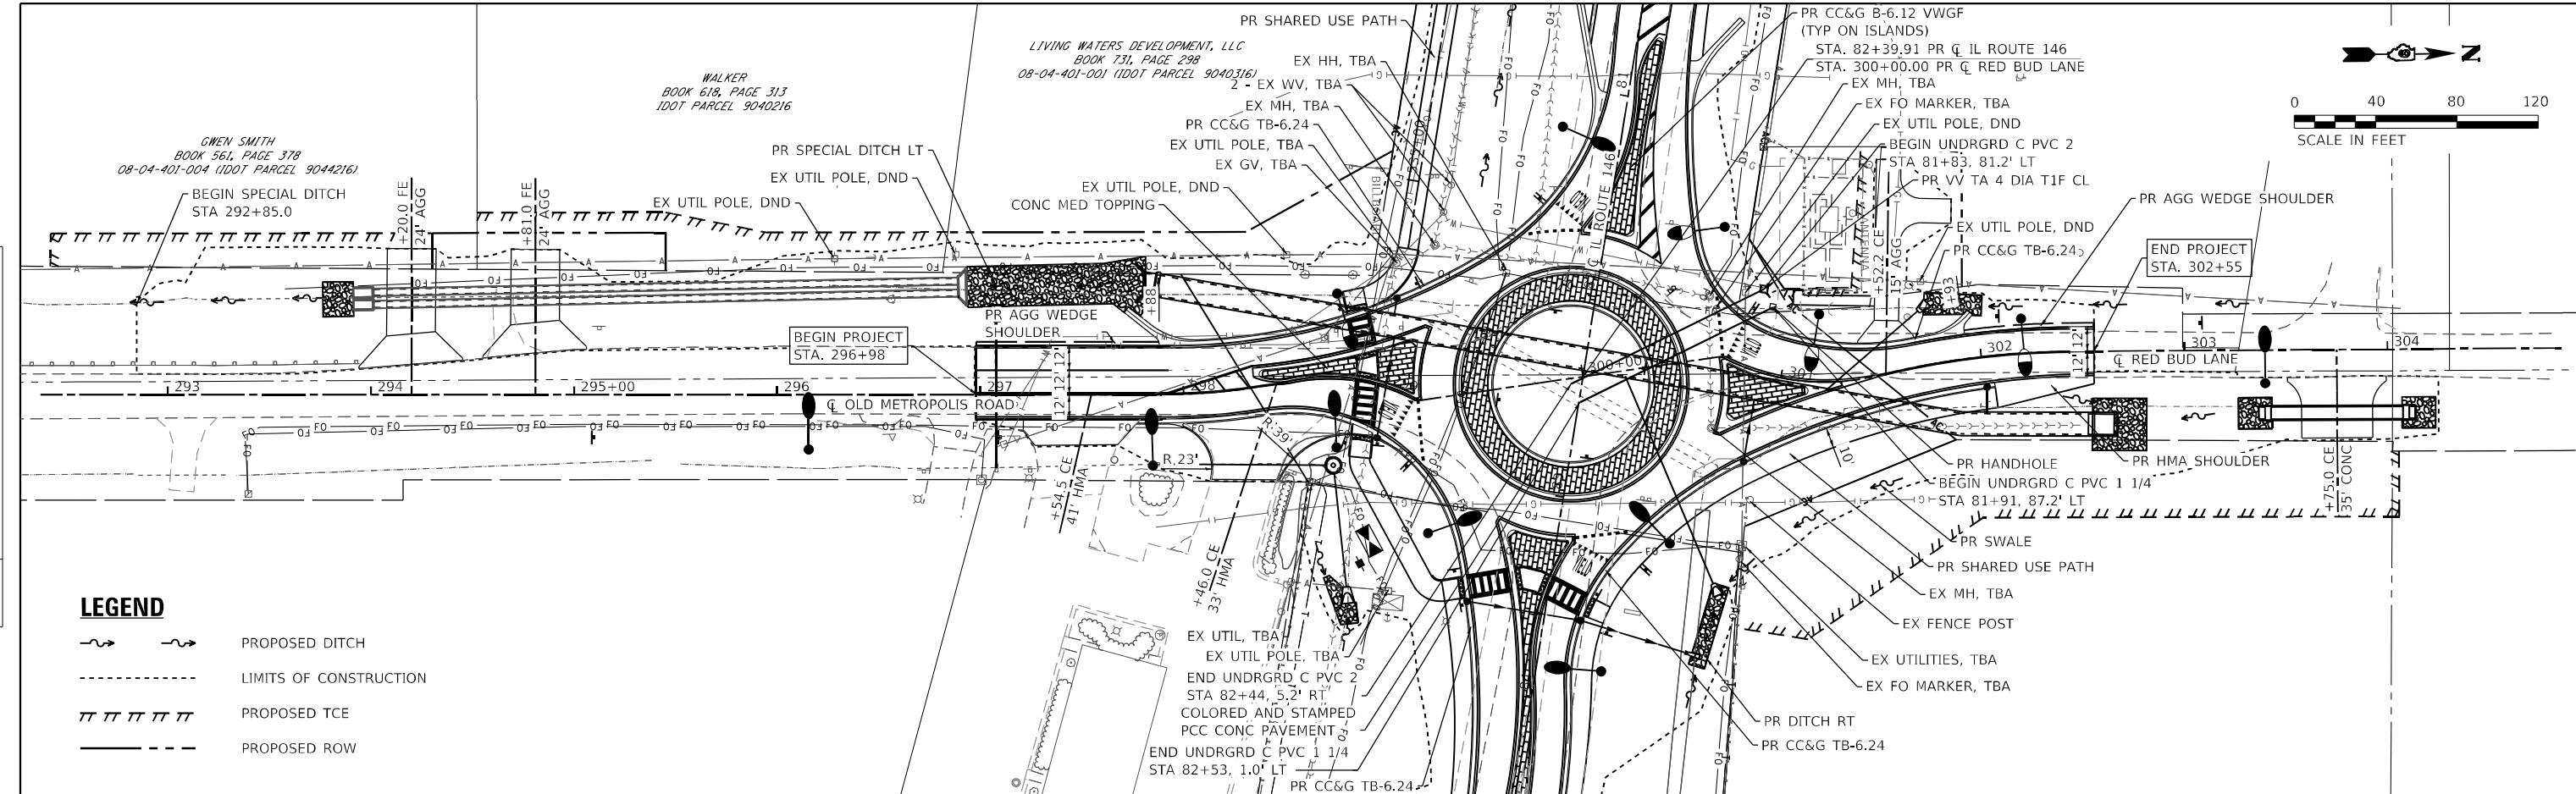 GWEN SMITH
BOOK 561, PAGE 378
08-04-401-004 (IDOT PARCEL 9044216)
BEGIN SPECIAL DITCH
STA 292+85.0
+20.0 FE
24' AGG
+81.0 FE
24' AGG
WALKER
BOOK 618, PAGE 313
IDOT PARCEL 9040216
EX UTIL POLE, DND
PR SPECIAL DITCH LT
EX UTIL POLE, DND
LIVING WATERS DEVELOPMENT, LLC
BOOK 731, PAGE 298
08-04-401-001 (IDOT PARCEL 9040316)
EX UTIL POLE, DND
CONC MED TOPPING
PR SHARED USE PATH
EX HH, TBA
2 - EX WV, TBA
EX MH, TBA
PR CC&G TB-6.24
EX UTIL POLE, TBA
EX GV, TBA
PR CC&G B-6.12 VWGF
(TYP ON ISLANDS)
STA. 82+39.91 PR ℄ IL ROUTE 146
STA. 300+00.00 PR ℄ RED BUD LANE
EX MH, TBA
EX FO MARKER, TBA
EX UTIL POLE, DND
BEGIN UNDRGRD C PVC 2
STA 81+83, 81.2' LT
PR VV TA 4 DIA T1F CL
PR AGG WEDGE SHOULDER
EX UTIL POLE, DND
PR CC&G TB-6.24
END PROJECT
STA. 302+55
N
0 40 80 120
SCALE IN FEET
+52.2 CE
15' AGG
+93
+88
PR AGG WEDGE
SHOULDER
BEGIN PROJECT
STA. 296+98
293
294
295+00
296
297
298
300+00
302
303
304
℄ OLD METROPOLIS ROAD
℄ RED BUD LANE
℄ IL ROUTE 146
81
12' 12' 12'
12' 12'
R.23'
R.39'
10'
YIELD
YIELD
YIELD
YIELD
+54.5 CE
41' HMA
+46.0 CE
33' HMA
+75.0 CE
35' CONC
PR HMA SHOULDER
PR HANDHOLE
BEGIN UNDRGRD C PVC 1 1/4
STA 81+91, 87.2' LT
PR SWALE
PR SHARED USE PATH
EX MH, TBA
EX FENCE POST
EX UTILITIES, TBA
EX FO MARKER, TBA
PR DITCH RT
PR CC&G TB-6.24
EX UTIL, TBA
EX UTIL POLE, TBA
END UNDRGRD C PVC 2
STA 82+44, 5.2' RT
COLORED AND STAMPED
PCC CONC PAVEMENT
END UNDRGRD C PVC 1 1/4
STA 82+53, 1.0' LT
PR CC&G TB-6.24
LEGEND
PROPOSED DITCH
LIMITS OF CONSTRUCTION
PROPOSED TCE
PROPOSED ROW